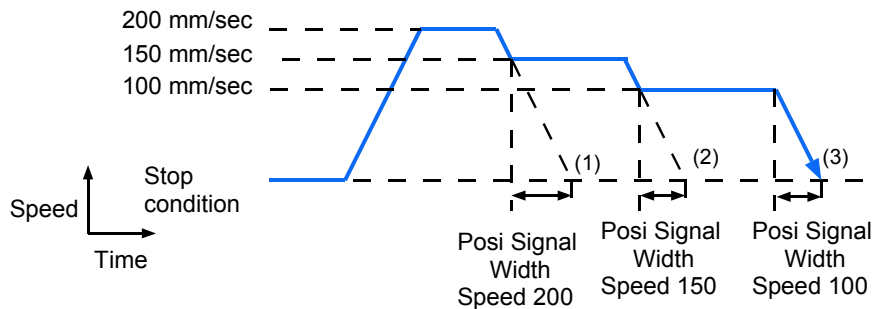 200 mm/sec
150 mm/sec
100 mm/sec
(1)
(2)
(3)
Stop
condition
Speed
Time
Posi Signal
Width
Speed 200
Posi Signal
Width
Speed 150
Posi Signal
Width
Speed 100